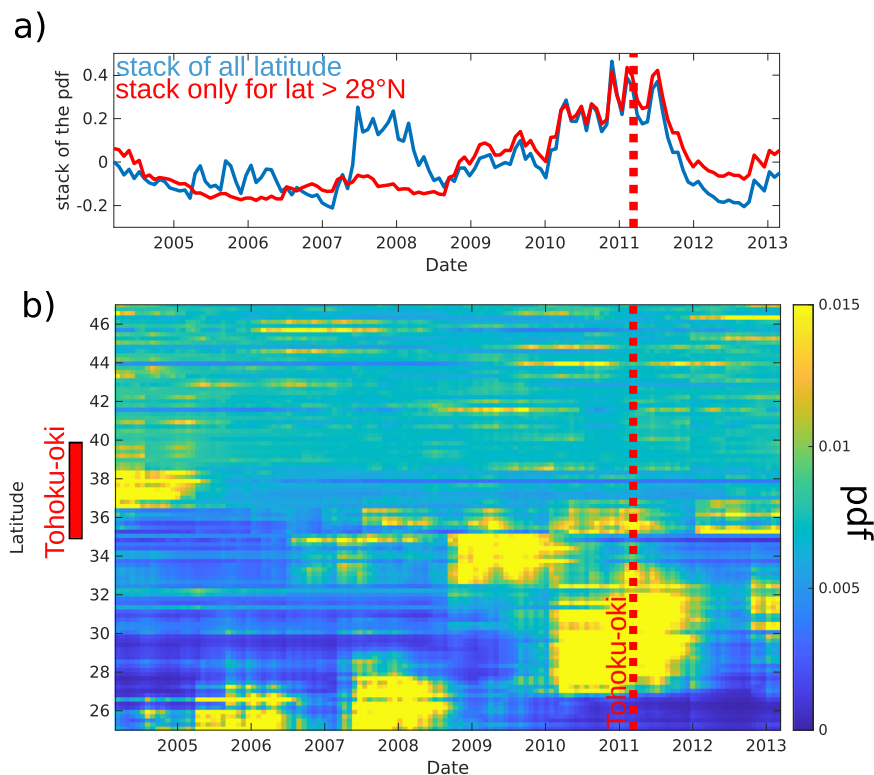 a)
stack of all latitude
stack only for lat > 28°N
stack of the pdf
0.4
0.2
0
-0.2
2005 2006 2007 2008 2009 2010 2011 2012 2013
Date
b)
Tohoku-oki
Latitude
46
44
42
40
38
36
34
32
30
28
26
Tohoku-oki
2005 2006 2007 2008 2009 2010 2011 2012 2013
Date
0.015
0.01
0.005
0
pdf